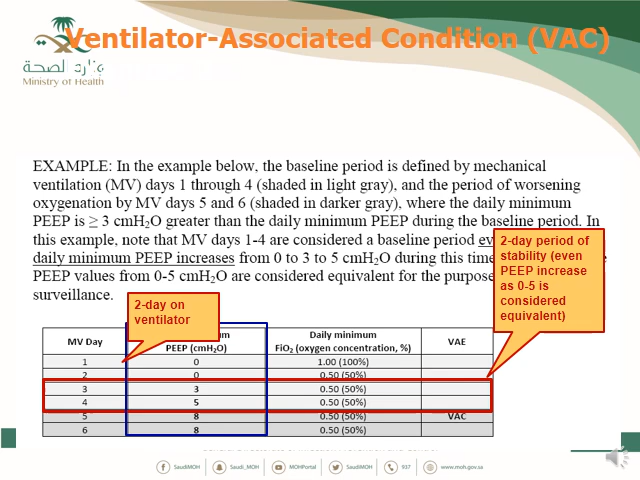 Ventilator-Associated Condition (VAC)
وزارة الصحة
Ministry of Health
EXAMPLE: In the example below, the baseline period is defined by mechanical
ventilation (MV) days 1 through 4 (shaded in light gray), and the period of worsening
oxygenation by MV days 5 and 6 (shaded in darker gray), where the daily minimum
PEEP is ≥ 3 cmH₂O greater than the daily minimum PEEP during the baseline period. In
this example, note that MV days 1-4 are considered a baseline period
daily minimum PEEP increases from 0 to 3 to 5 cmH₂O during this time
PEEP values from 0-5 cmH₂O are considered equivalent for the
surveillance.
2-day period of
stability (even
PEEP increase
as 0-5 is
considered
equivalent)
2-day on
ventilator
MV Day PEEP (cmH₂O) Daily minimum FiO₂ (oxygen concentration, %) VAE
1 0 1.00 (100%)
2 0 0.50 (50%)
3 3 0.50 (50%)
4 5 0.50 (50%)
5 8 0.50 (50%) VAC
6 8 0.50 (50%)
SaudiMOH Saudi_MOH MOHPortal SaudiMOH 937 www.moh.gov.sa